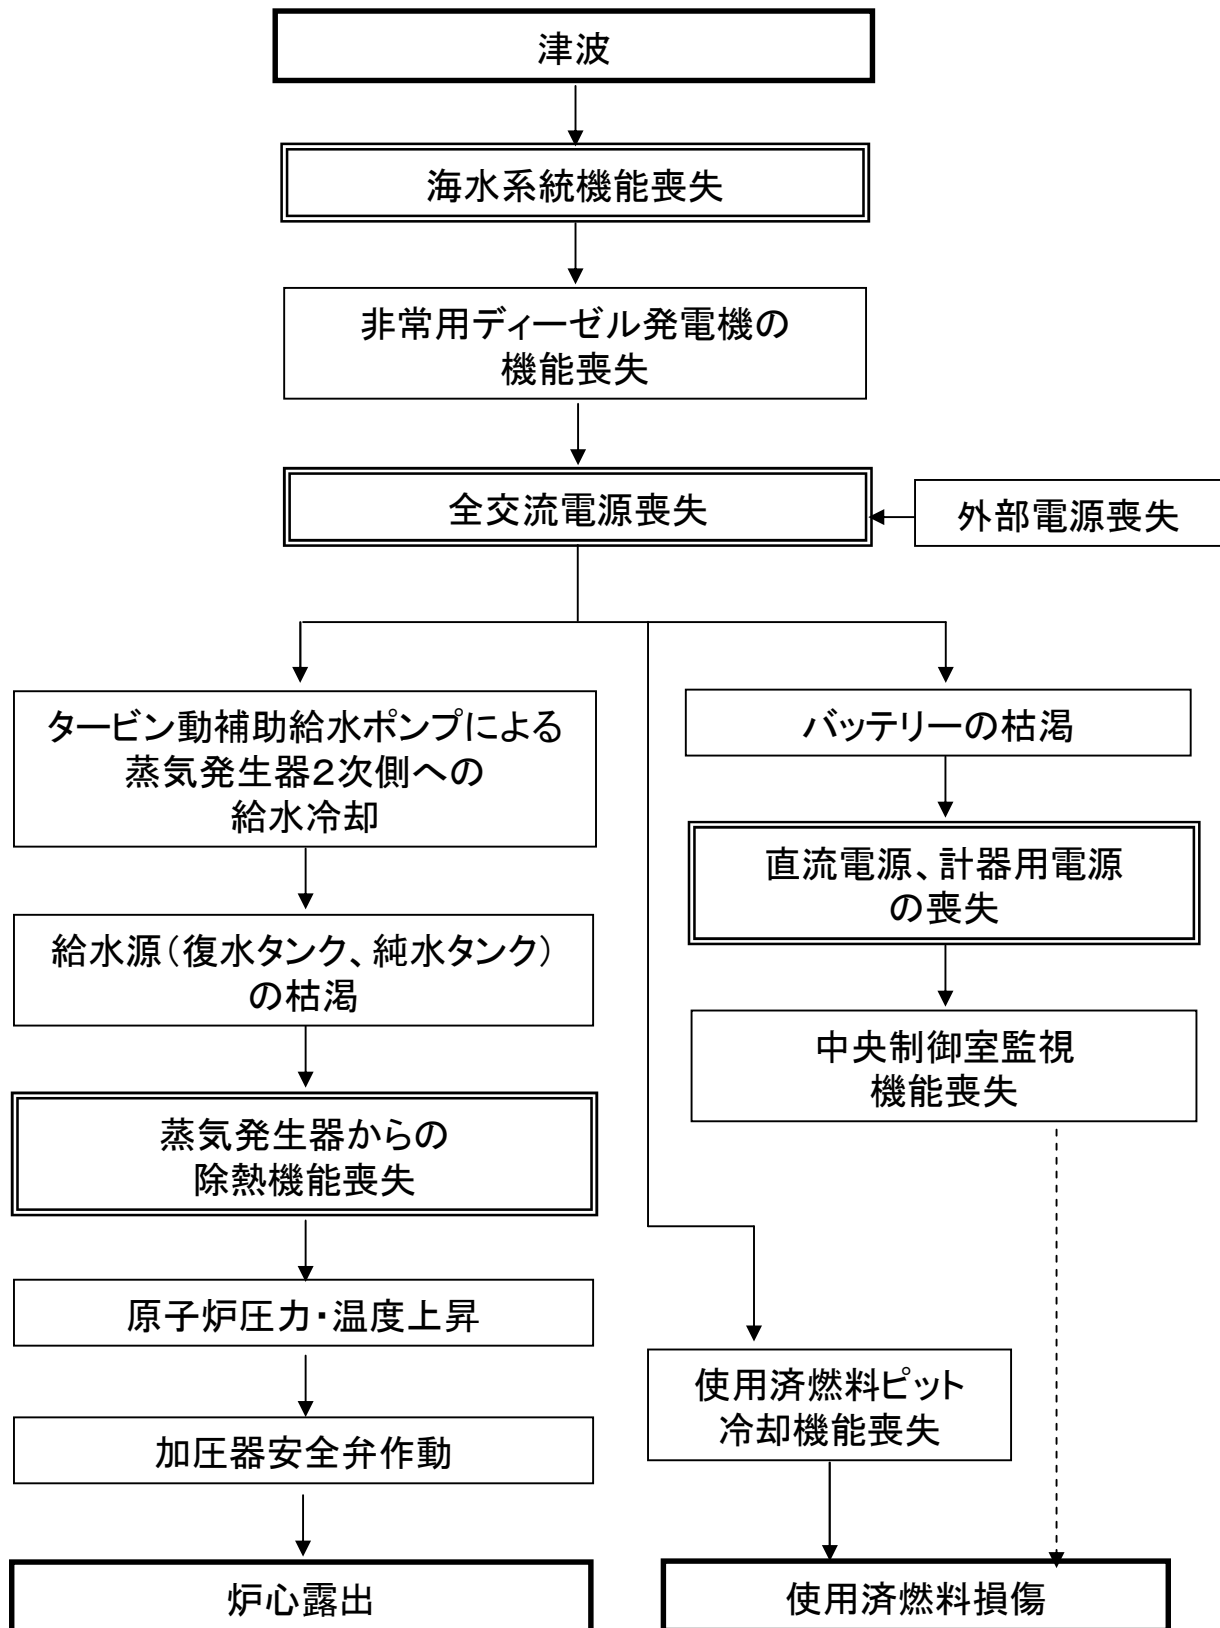 津波
海水系統機能喪失
非常用ディーゼル発電機の
機能喪失
全交流電源喪失
外部電源喪失
タービン動補助給水ポンプによる
蒸気発生器2次側への
給水冷却
給水源(復水タンク、純水タンク)
の枯渇
蒸気発生器からの
除熱機能喪失
原子炉圧力・温度上昇
加圧器安全弁作動
炉心露出
バッテリーの枯渇
直流電源、計器用電源
の喪失
中央制御室監視
機能喪失
使用済燃料ピット
冷却機能喪失
使用済燃料損傷